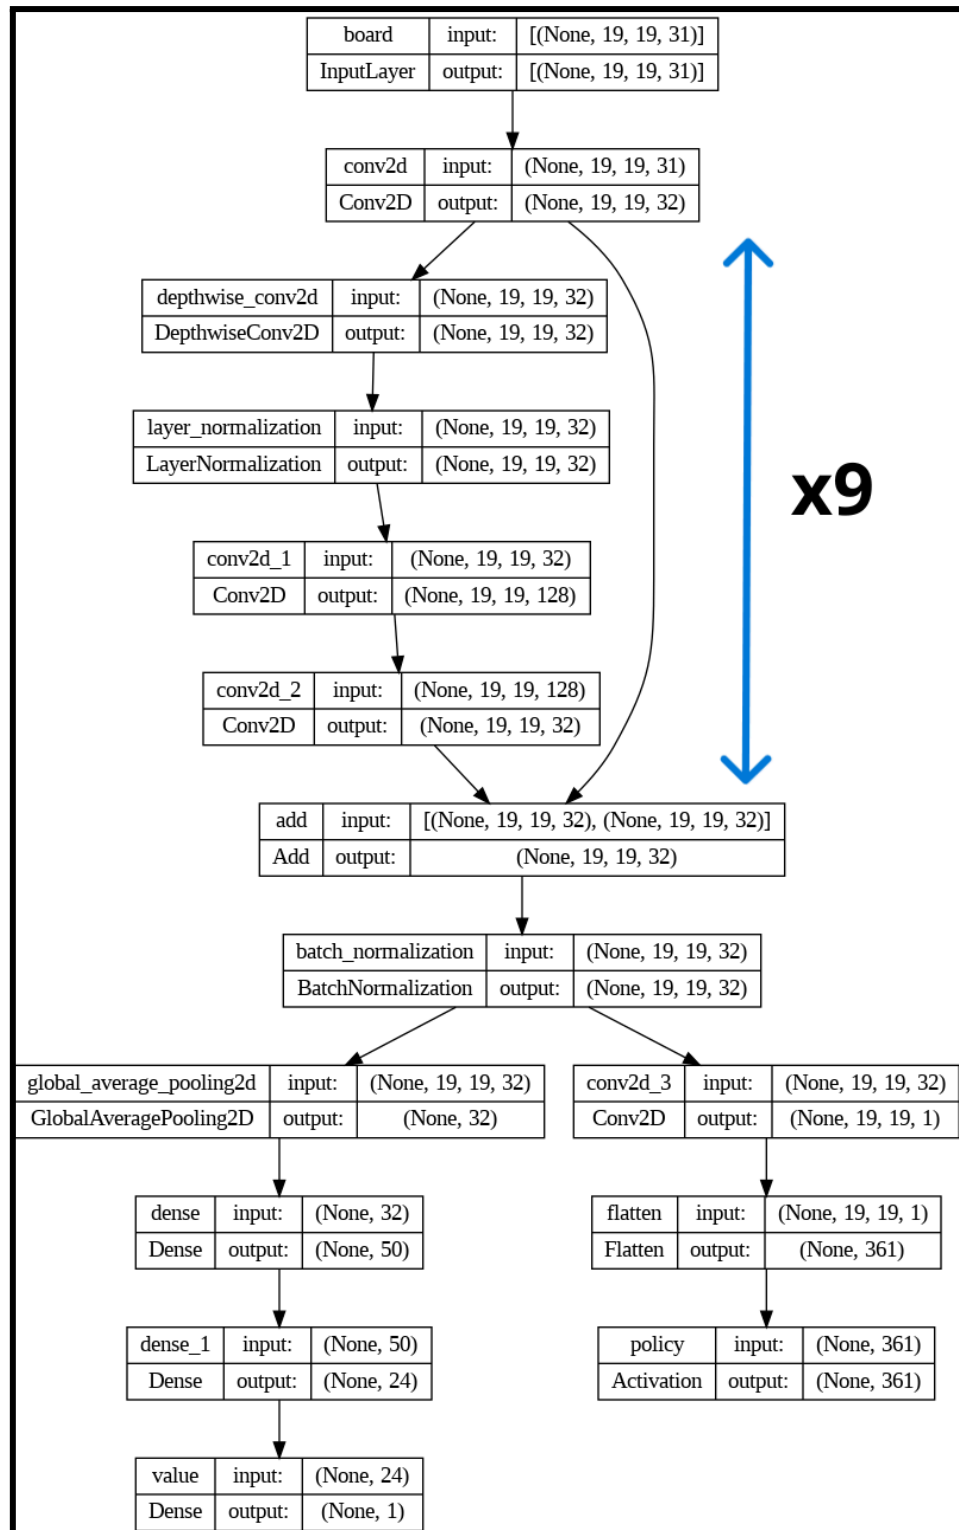 board input: [(None, 19, 19, 31)]
InputLayer output: [(None, 19, 19, 31)]
conv2d input: (None, 19, 19, 31)
Conv2D output: (None, 19, 19, 32)
depthwise_conv2d input: (None, 19, 19, 32)
DepthwiseConv2D output: (None, 19, 19, 32)
layer_normalization input: (None, 19, 19, 32)
LayerNormalization output: (None, 19, 19, 32)
x9
conv2d_1 input: (None, 19, 19, 32)
Conv2D output: (None, 19, 19, 128)
conv2d_2 input: (None, 19, 19, 128)
Conv2D output: (None, 19, 19, 32)
add input: [(None, 19, 19, 32), (None, 19, 19, 32)]
Add output: (None, 19, 19, 32)
batch_normalization input: (None, 19, 19, 32)
BatchNormalization output: (None, 19, 19, 32)
global_average_pooling2d input: (None, 19, 19, 32)
GlobalAveragePooling2D output: (None, 32)
conv2d_3 input: (None, 19, 19, 32)
Conv2D output: (None, 19, 19, 1)
dense input: (None, 32)
Dense output: (None, 50)
flatten input: (None, 19, 19, 1)
Flatten output: (None, 361)
dense_1 input: (None, 50)
Dense output: (None, 24)
policy input: (None, 361)
Activation output: (None, 361)
value input: (None, 24)
Dense output: (None, 1)